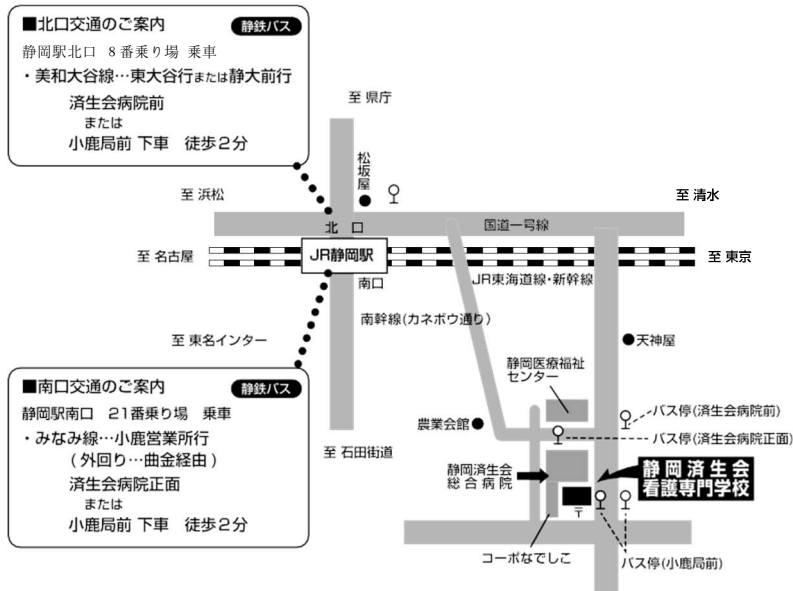 ■北口交通のご案内
静鉄バス
静岡駅北口 8番乗り場 乗車
・美和大谷線…東大谷行または静大前行
済生会病院前
または
小鹿局前 下車 徒歩2分
至 県庁
松坂屋
至 浜松
至 清水
北 口
国道一号線
至 名古屋
JR静岡駅
至 東京
南口
JR東海道線・新幹線
南幹線(カネボウ通り)
至 東名インター
天神屋
静岡医療福祉
センター
■南口交通のご案内
静鉄バス
静岡駅南口 21番乗り場 乗車
・みなみ線…小鹿営業所行
(外回り…曲金経由)
済生会病院正面
または
小鹿局前 下車 徒歩2分
バス停(済生会病院前)
農業会館
バス停(済生会病院正面)
至 石田街道
静岡済生会
総合病院
静岡済生会
看護専門学校
〒
コーポなでしこ
バス停(小鹿局前)